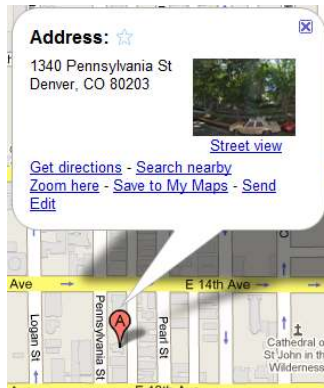 Address:
1340 Pennsylvania St
Denver, CO 80203
Street view
Get directions - Search nearby
Zoom here - Save to My Maps - Send
Edit
Ave
E 14th Ave
Logan St
Pennsylvania St
A
Pearl St
Cathedral o
St John in th
Wilderness